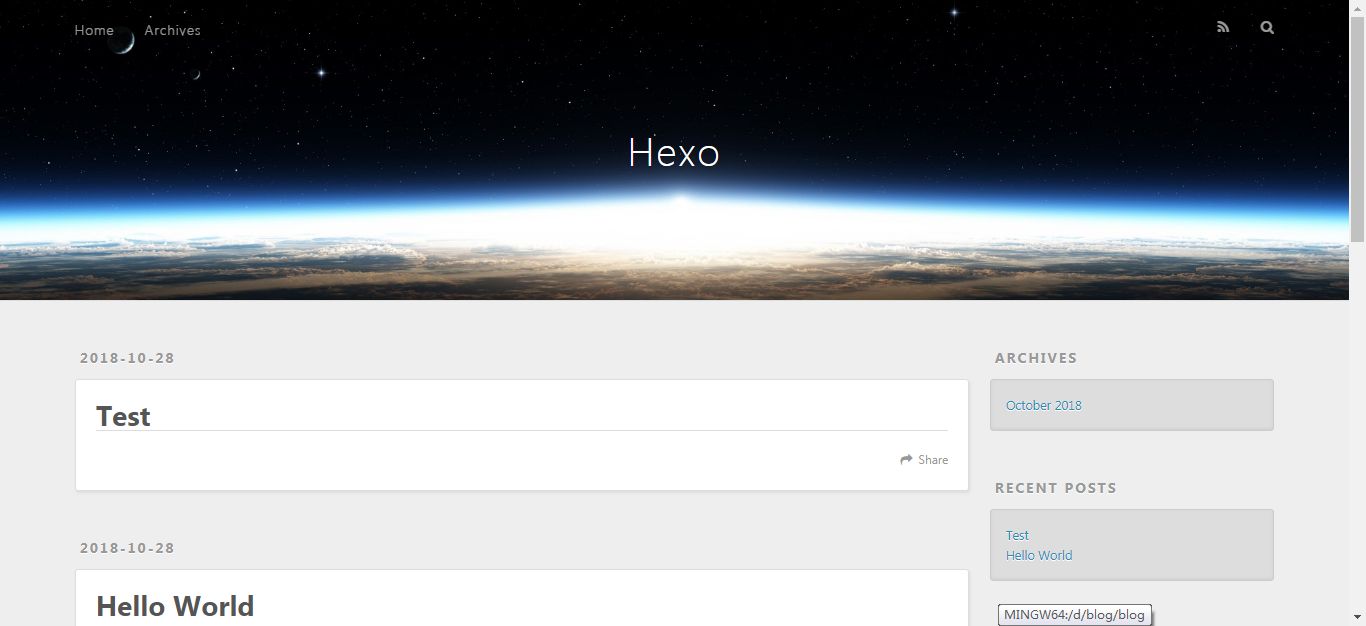 Home Archives
Hexo
2018-10-28
Test
Share
2018-10-28
Hello World
ARCHIVES
October 2018
RECENT POSTS
Test
Hello World
MINGW64:/d/blog/blog